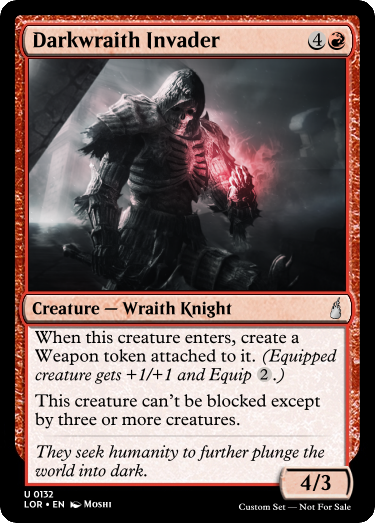 Darkwraith Invader 4
Creature — Wraith Knight
When this creature enters, create a
Weapon token attached to it. (Equipped
creature gets +1/+1 and Equip 2.)
This creature can't be blocked except
by three or more creatures.
They seek humanity to further plunge the
world into dark.
4/3
U 0132
LOR • EN Moshi
Custom Set — Not For Sale